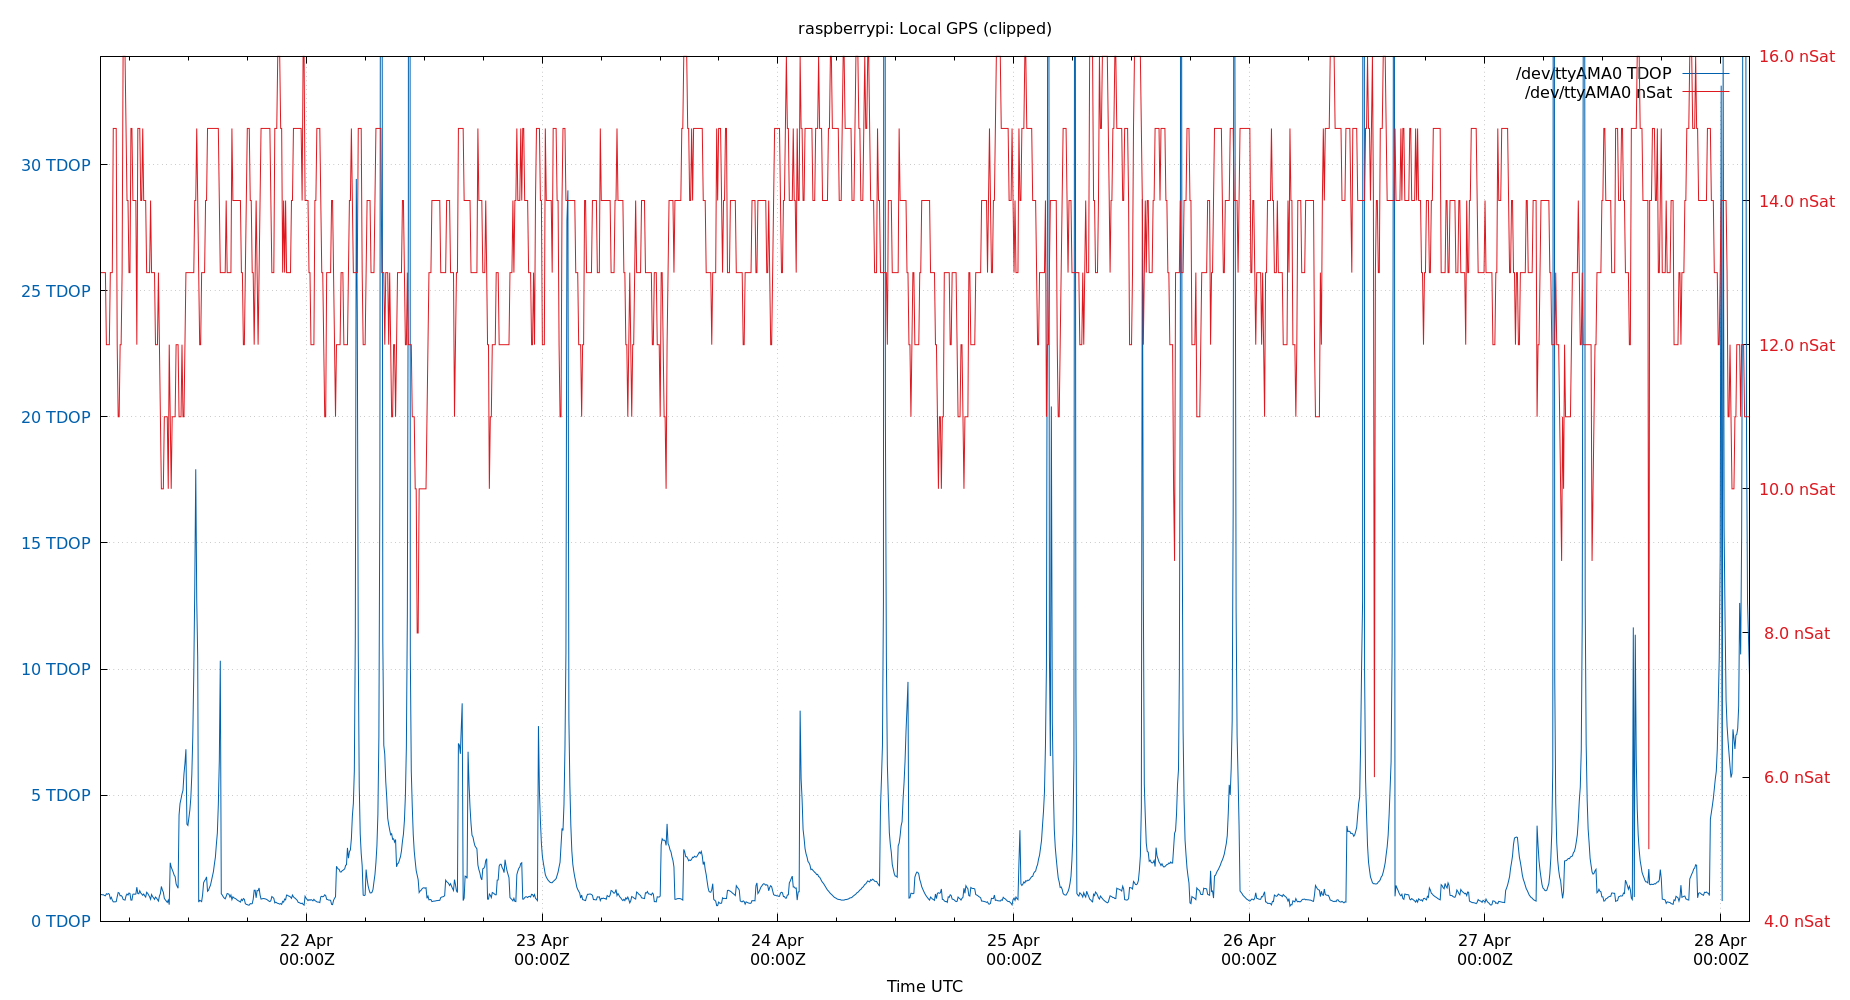 raspberrypi: Local GPS (clipped)
16.0 nSat
/dev/ttyAMA0 TDOP
/dev/ttyAMA0 nSat
30 TDOP
14.0 nSat
25 TDOP
12.0 nSat
20 TDOP
10.0 nSat
15 TDOP
8.0 nSat
10 TDOP
6.0 nSat
5 TDOP
0 TDOP
4.0 nSat
22 Apr 23 Apr 24 Apr 25 Apr 26 Apr 27 Apr 28 Apr
00:00Z 00:00Z 00:00Z 00:00Z 00:00Z 00:00Z 00:00Z
Time UTC